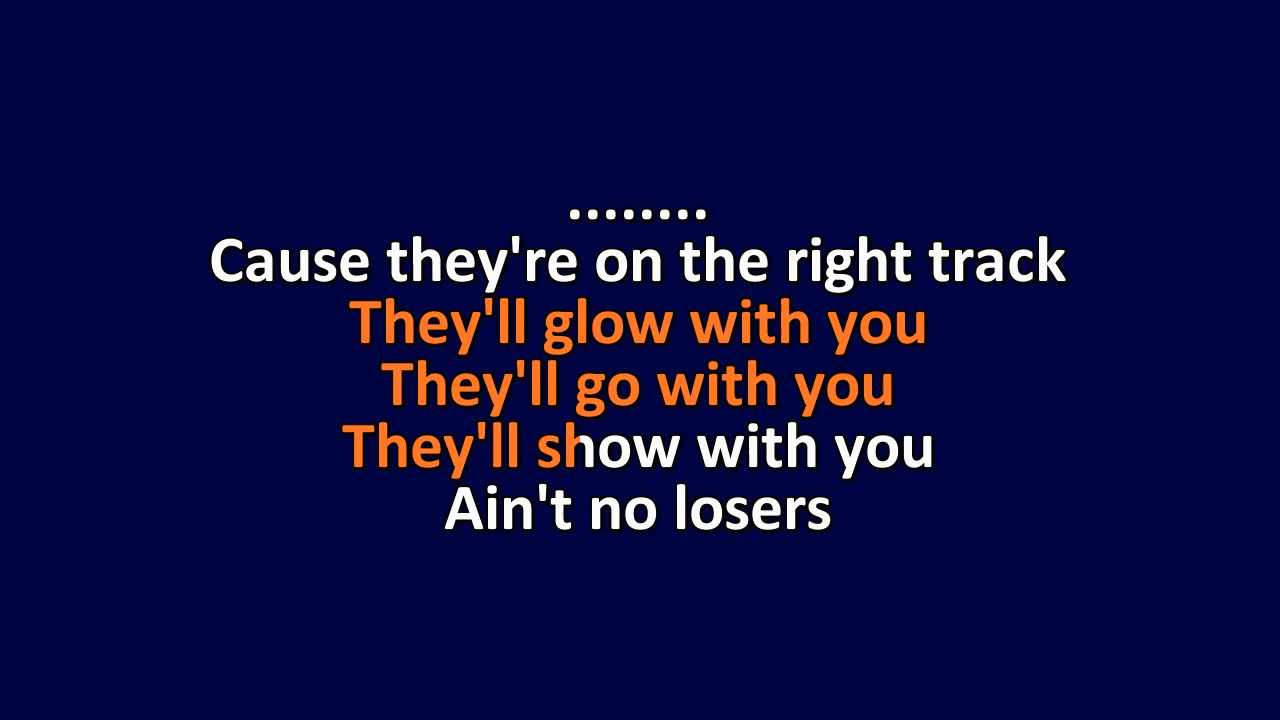 ........
Cause they're on the right track
They'll glow with you
They'll go with you
They'll show with you
Ain't no losers